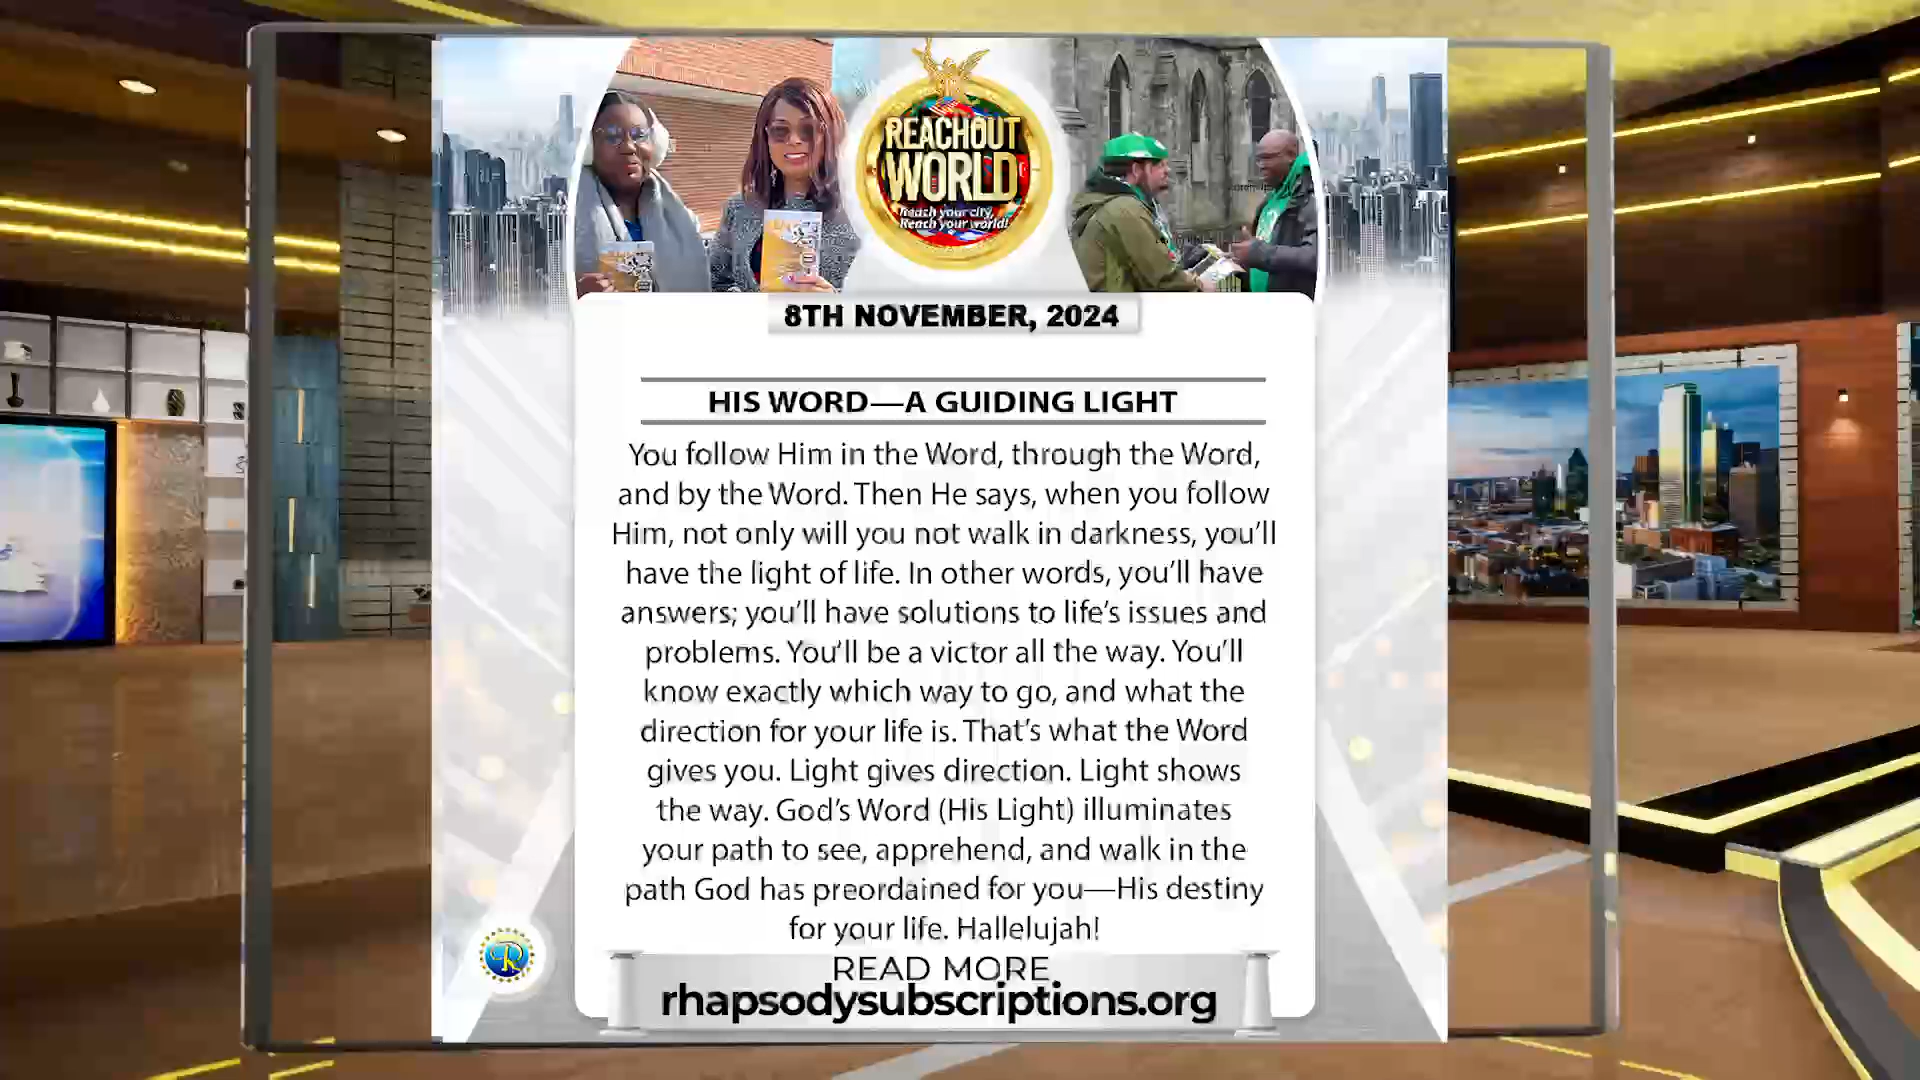 REACHOUT
WORLD
Reach your city,
Reach your world!
8TH NOVEMBER, 2024
HIS WORD—A GUIDING LIGHT
You follow Him in the Word, through the Word,
and by the Word. Then He says, when you follow
Him, not only will you not walk in darkness, you’ll
have the light of life. In other words, you’ll have
answers; you’ll have solutions to life’s issues and
problems. You’ll be a victor all the way. You’ll
know exactly which way to go, and what the
direction for your life is. That’s what the Word
gives you. Light gives direction. Light shows
the way. God’s Word (His Light) illuminates
your path to see, apprehend, and walk in the
path God has preordained for you—His destiny
for your life. Hallelujah!
R
READ MORE
rhapsodysubscriptions.org